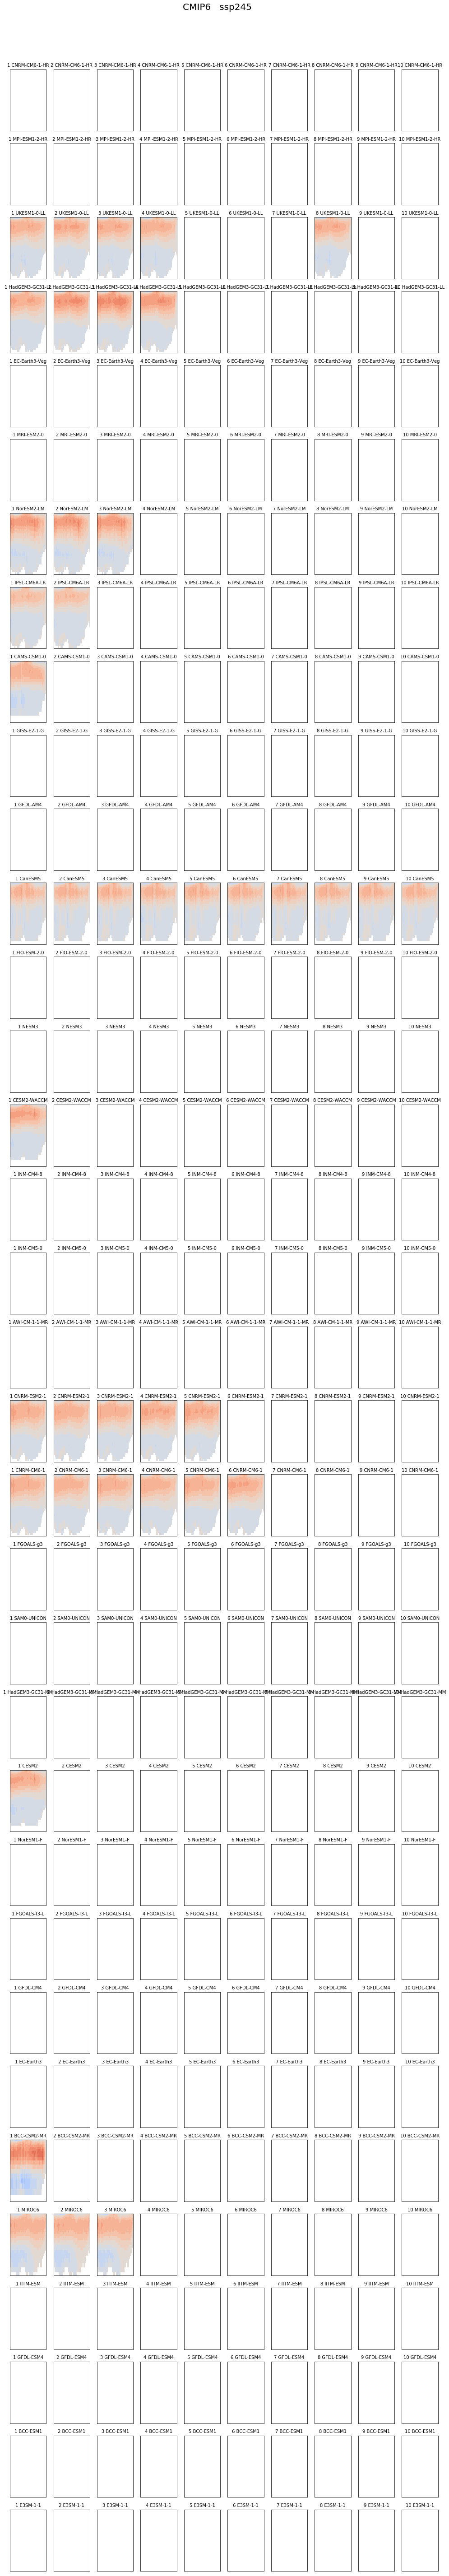 CMIP6 ssp245
1 CNRM-CM6-1-HR 2 CNRM-CM6-1-HR 3 CNRM-CM6-1-HR 4 CNRM-CM6-1-HR 5 CNRM-CM6-1-HR 6 CNRM-CM6-1-HR 7 CNRM-CM6-1-HR 8 CNRM-CM6-1-HR 9 CNRM-CM6-1-HR 10 CNRM-CM6-1-HR
1 MPI-ESM1-2-HR 2 MPI-ESM1-2-HR 3 MPI-ESM1-2-HR 4 MPI-ESM1-2-HR 5 MPI-ESM1-2-HR 6 MPI-ESM1-2-HR 7 MPI-ESM1-2-HR 8 MPI-ESM1-2-HR 9 MPI-ESM1-2-HR 10 MPI-ESM1-2-HR
1 UKESM1-0-LL 2 UKESM1-0-LL 3 UKESM1-0-LL 4 UKESM1-0-LL 5 UKESM1-0-LL 6 UKESM1-0-LL 7 UKESM1-0-LL 8 UKESM1-0-LL 9 UKESM1-0-LL 10 UKESM1-0-LL
1 HadGEM3-GC31-LL 2 HadGEM3-GC31-LL 3 HadGEM3-GC31-LL 4 HadGEM3-GC31-LL 5 HadGEM3-GC31-LL 6 HadGEM3-GC31-LL 7 HadGEM3-GC31-LL 8 HadGEM3-GC31-LL 9 HadGEM3-GC31-LL 10 HadGEM3-GC31-LL
1 EC-Earth3-Veg 2 EC-Earth3-Veg 3 EC-Earth3-Veg 4 EC-Earth3-Veg 5 EC-Earth3-Veg 6 EC-Earth3-Veg 7 EC-Earth3-Veg 8 EC-Earth3-Veg 9 EC-Earth3-Veg 10 EC-Earth3-Veg
1 MRI-ESM2-0 2 MRI-ESM2-0 3 MRI-ESM2-0 4 MRI-ESM2-0 5 MRI-ESM2-0 6 MRI-ESM2-0 7 MRI-ESM2-0 8 MRI-ESM2-0 9 MRI-ESM2-0 10 MRI-ESM2-0
1 NorESM2-LM 2 NorESM2-LM 3 NorESM2-LM 4 NorESM2-LM 5 NorESM2-LM 6 NorESM2-LM 7 NorESM2-LM 8 NorESM2-LM 9 NorESM2-LM 10 NorESM2-LM
1 IPSL-CM6A-LR 2 IPSL-CM6A-LR 3 IPSL-CM6A-LR 4 IPSL-CM6A-LR 5 IPSL-CM6A-LR 6 IPSL-CM6A-LR 7 IPSL-CM6A-LR 8 IPSL-CM6A-LR 9 IPSL-CM6A-LR 10 IPSL-CM6A-LR
1 CAMS-CSM1-0 2 CAMS-CSM1-0 3 CAMS-CSM1-0 4 CAMS-CSM1-0 5 CAMS-CSM1-0 6 CAMS-CSM1-0 7 CAMS-CSM1-0 8 CAMS-CSM1-0 9 CAMS-CSM1-0 10 CAMS-CSM1-0
1 GISS-E2-1-G 2 GISS-E2-1-G 3 GISS-E2-1-G 4 GISS-E2-1-G 5 GISS-E2-1-G 6 GISS-E2-1-G 7 GISS-E2-1-G 8 GISS-E2-1-G 9 GISS-E2-1-G 10 GISS-E2-1-G
1 GFDL-AM4 2 GFDL-AM4 3 GFDL-AM4 4 GFDL-AM4 5 GFDL-AM4 6 GFDL-AM4 7 GFDL-AM4 8 GFDL-AM4 9 GFDL-AM4 10 GFDL-AM4
1 CanESM5 2 CanESM5 3 CanESM5 4 CanESM5 5 CanESM5 6 CanESM5 7 CanESM5 8 CanESM5 9 CanESM5 10 CanESM5
1 FIO-ESM-2-0 2 FIO-ESM-2-0 3 FIO-ESM-2-0 4 FIO-ESM-2-0 5 FIO-ESM-2-0 6 FIO-ESM-2-0 7 FIO-ESM-2-0 8 FIO-ESM-2-0 9 FIO-ESM-2-0 10 FIO-ESM-2-0
1 NESM3 2 NESM3 3 NESM3 4 NESM3 5 NESM3 6 NESM3 7 NESM3 8 NESM3 9 NESM3 10 NESM3
1 CESM2-WACCM 2 CESM2-WACCM 3 CESM2-WACCM 4 CESM2-WACCM 5 CESM2-WACCM 6 CESM2-WACCM 7 CESM2-WACCM 8 CESM2-WACCM 9 CESM2-WACCM 10 CESM2-WACCM
1 INM-CM4-8 2 INM-CM4-8 3 INM-CM4-8 4 INM-CM4-8 5 INM-CM4-8 6 INM-CM4-8 7 INM-CM4-8 8 INM-CM4-8 9 INM-CM4-8 10 INM-CM4-8
1 INM-CM5-0 2 INM-CM5-0 3 INM-CM5-0 4 INM-CM5-0 5 INM-CM5-0 6 INM-CM5-0 7 INM-CM5-0 8 INM-CM5-0 9 INM-CM5-0 10 INM-CM5-0
1 AWI-CM-1-1-MR 2 AWI-CM-1-1-MR 3 AWI-CM-1-1-MR 4 AWI-CM-1-1-MR 5 AWI-CM-1-1-MR 6 AWI-CM-1-1-MR 7 AWI-CM-1-1-MR 8 AWI-CM-1-1-MR 9 AWI-CM-1-1-MR 10 AWI-CM-1-1-MR
1 CNRM-ESM2-1 2 CNRM-ESM2-1 3 CNRM-ESM2-1 4 CNRM-ESM2-1 5 CNRM-ESM2-1 6 CNRM-ESM2-1 7 CNRM-ESM2-1 8 CNRM-ESM2-1 9 CNRM-ESM2-1 10 CNRM-ESM2-1
1 CNRM-CM6-1 2 CNRM-CM6-1 3 CNRM-CM6-1 4 CNRM-CM6-1 5 CNRM-CM6-1 6 CNRM-CM6-1 7 CNRM-CM6-1 8 CNRM-CM6-1 9 CNRM-CM6-1 10 CNRM-CM6-1
1 FGOALS-g3 2 FGOALS-g3 3 FGOALS-g3 4 FGOALS-g3 5 FGOALS-g3 6 FGOALS-g3 7 FGOALS-g3 8 FGOALS-g3 9 FGOALS-g3 10 FGOALS-g3
1 SAM0-UNICON 2 SAM0-UNICON 3 SAM0-UNICON 4 SAM0-UNICON 5 SAM0-UNICON 6 SAM0-UNICON 7 SAM0-UNICON 8 SAM0-UNICON 9 SAM0-UNICON 10 SAM0-UNICON
1 HadGEM3-GC31-MM 2 HadGEM3-GC31-MM 3 HadGEM3-GC31-MM 4 HadGEM3-GC31-MM 5 HadGEM3-GC31-MM 6 HadGEM3-GC31-MM 7 HadGEM3-GC31-MM 8 HadGEM3-GC31-MM 9 HadGEM3-GC31-MM 10 HadGEM3-GC31-MM
1 CESM2 2 CESM2 3 CESM2 4 CESM2 5 CESM2 6 CESM2 7 CESM2 8 CESM2 9 CESM2 10 CESM2
1 NorESM1-F 2 NorESM1-F 3 NorESM1-F 4 NorESM1-F 5 NorESM1-F 6 NorESM1-F 7 NorESM1-F 8 NorESM1-F 9 NorESM1-F 10 NorESM1-F
1 FGOALS-f3-L 2 FGOALS-f3-L 3 FGOALS-f3-L 4 FGOALS-f3-L 5 FGOALS-f3-L 6 FGOALS-f3-L 7 FGOALS-f3-L 8 FGOALS-f3-L 9 FGOALS-f3-L 10 FGOALS-f3-L
1 GFDL-CM4 2 GFDL-CM4 3 GFDL-CM4 4 GFDL-CM4 5 GFDL-CM4 6 GFDL-CM4 7 GFDL-CM4 8 GFDL-CM4 9 GFDL-CM4 10 GFDL-CM4
1 EC-Earth3 2 EC-Earth3 3 EC-Earth3 4 EC-Earth3 5 EC-Earth3 6 EC-Earth3 7 EC-Earth3 8 EC-Earth3 9 EC-Earth3 10 EC-Earth3
1 BCC-CSM2-MR 2 BCC-CSM2-MR 3 BCC-CSM2-MR 4 BCC-CSM2-MR 5 BCC-CSM2-MR 6 BCC-CSM2-MR 7 BCC-CSM2-MR 8 BCC-CSM2-MR 9 BCC-CSM2-MR 10 BCC-CSM2-MR
1 MIROC6 2 MIROC6 3 MIROC6 4 MIROC6 5 MIROC6 6 MIROC6 7 MIROC6 8 MIROC6 9 MIROC6 10 MIROC6
1 IITM-ESM 2 IITM-ESM 3 IITM-ESM 4 IITM-ESM 5 IITM-ESM 6 IITM-ESM 7 IITM-ESM 8 IITM-ESM 9 IITM-ESM 10 IITM-ESM
1 GFDL-ESM4 2 GFDL-ESM4 3 GFDL-ESM4 4 GFDL-ESM4 5 GFDL-ESM4 6 GFDL-ESM4 7 GFDL-ESM4 8 GFDL-ESM4 9 GFDL-ESM4 10 GFDL-ESM4
1 BCC-ESM1 2 BCC-ESM1 3 BCC-ESM1 4 BCC-ESM1 5 BCC-ESM1 6 BCC-ESM1 7 BCC-ESM1 8 BCC-ESM1 9 BCC-ESM1 10 BCC-ESM1
1 E3SM-1-1 2 E3SM-1-1 3 E3SM-1-1 4 E3SM-1-1 5 E3SM-1-1 6 E3SM-1-1 7 E3SM-1-1 8 E3SM-1-1 9 E3SM-1-1 10 E3SM-1-1